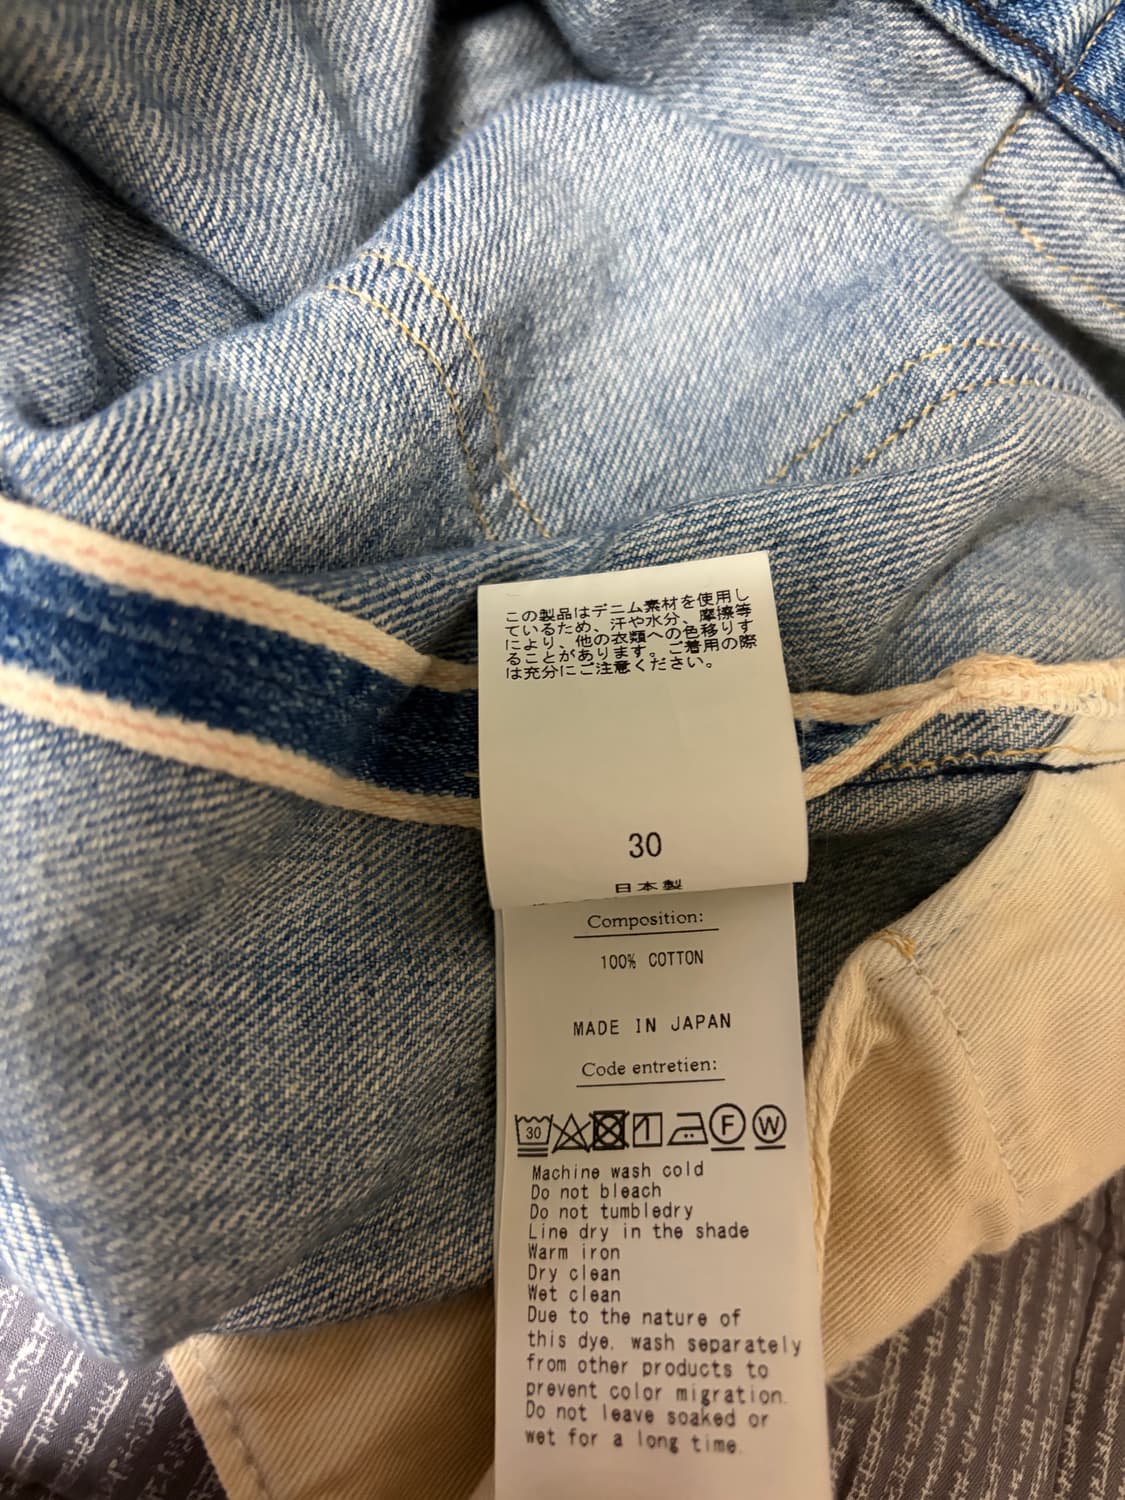 この製品はデニム素材を使用し
ているため、汗や水分、摩擦等
により、他の衣類への色移りす
ることがあります。ご着用の際
は充分にご注意ください。
30
日本製
Composition:
100% COTTON
MADE IN JAPAN
Code entretien:
30 F W
Machine wash cold
Do not bleach
Do not tumbledry
Line dry in the shade
Warm iron
Dry clean
Wet clean
Due to the nature of
this dye, wash separately
from other products to
prevent color migration.
Do not leave soaked or
wet for a long time.